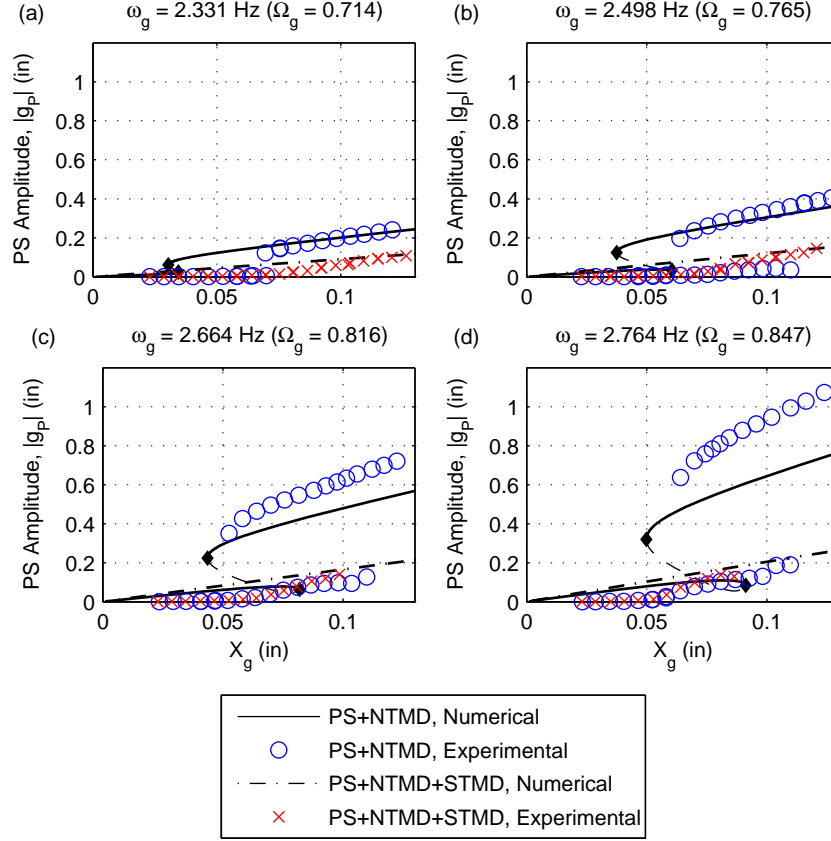 (a)
ω_g = 2.331 Hz (Ω_g = 0.714)
PS Amplitude, |g_P| (in)
1
0.8
0.6
0.4
0.2
0
0
0.05
0.1
(b)
ω_g = 2.498 Hz (Ω_g = 0.765)
PS Amplitude, |g_P| (in)
1
0.8
0.6
0.4
0.2
0
0
0.05
0.1
(c)
ω_g = 2.664 Hz (Ω_g = 0.816)
PS Amplitude, |g_P| (in)
1
0.8
0.6
0.4
0.2
0
0
0.05
0.1
X_g (in)
(d)
ω_g = 2.764 Hz (Ω_g = 0.847)
PS Amplitude, |g_P| (in)
1
0.8
0.6
0.4
0.2
0
0
0.05
0.1
X_g (in)
PS+NTMD, Numerical
PS+NTMD, Experimental
PS+NTMD+STMD, Numerical
PS+NTMD+STMD, Experimental